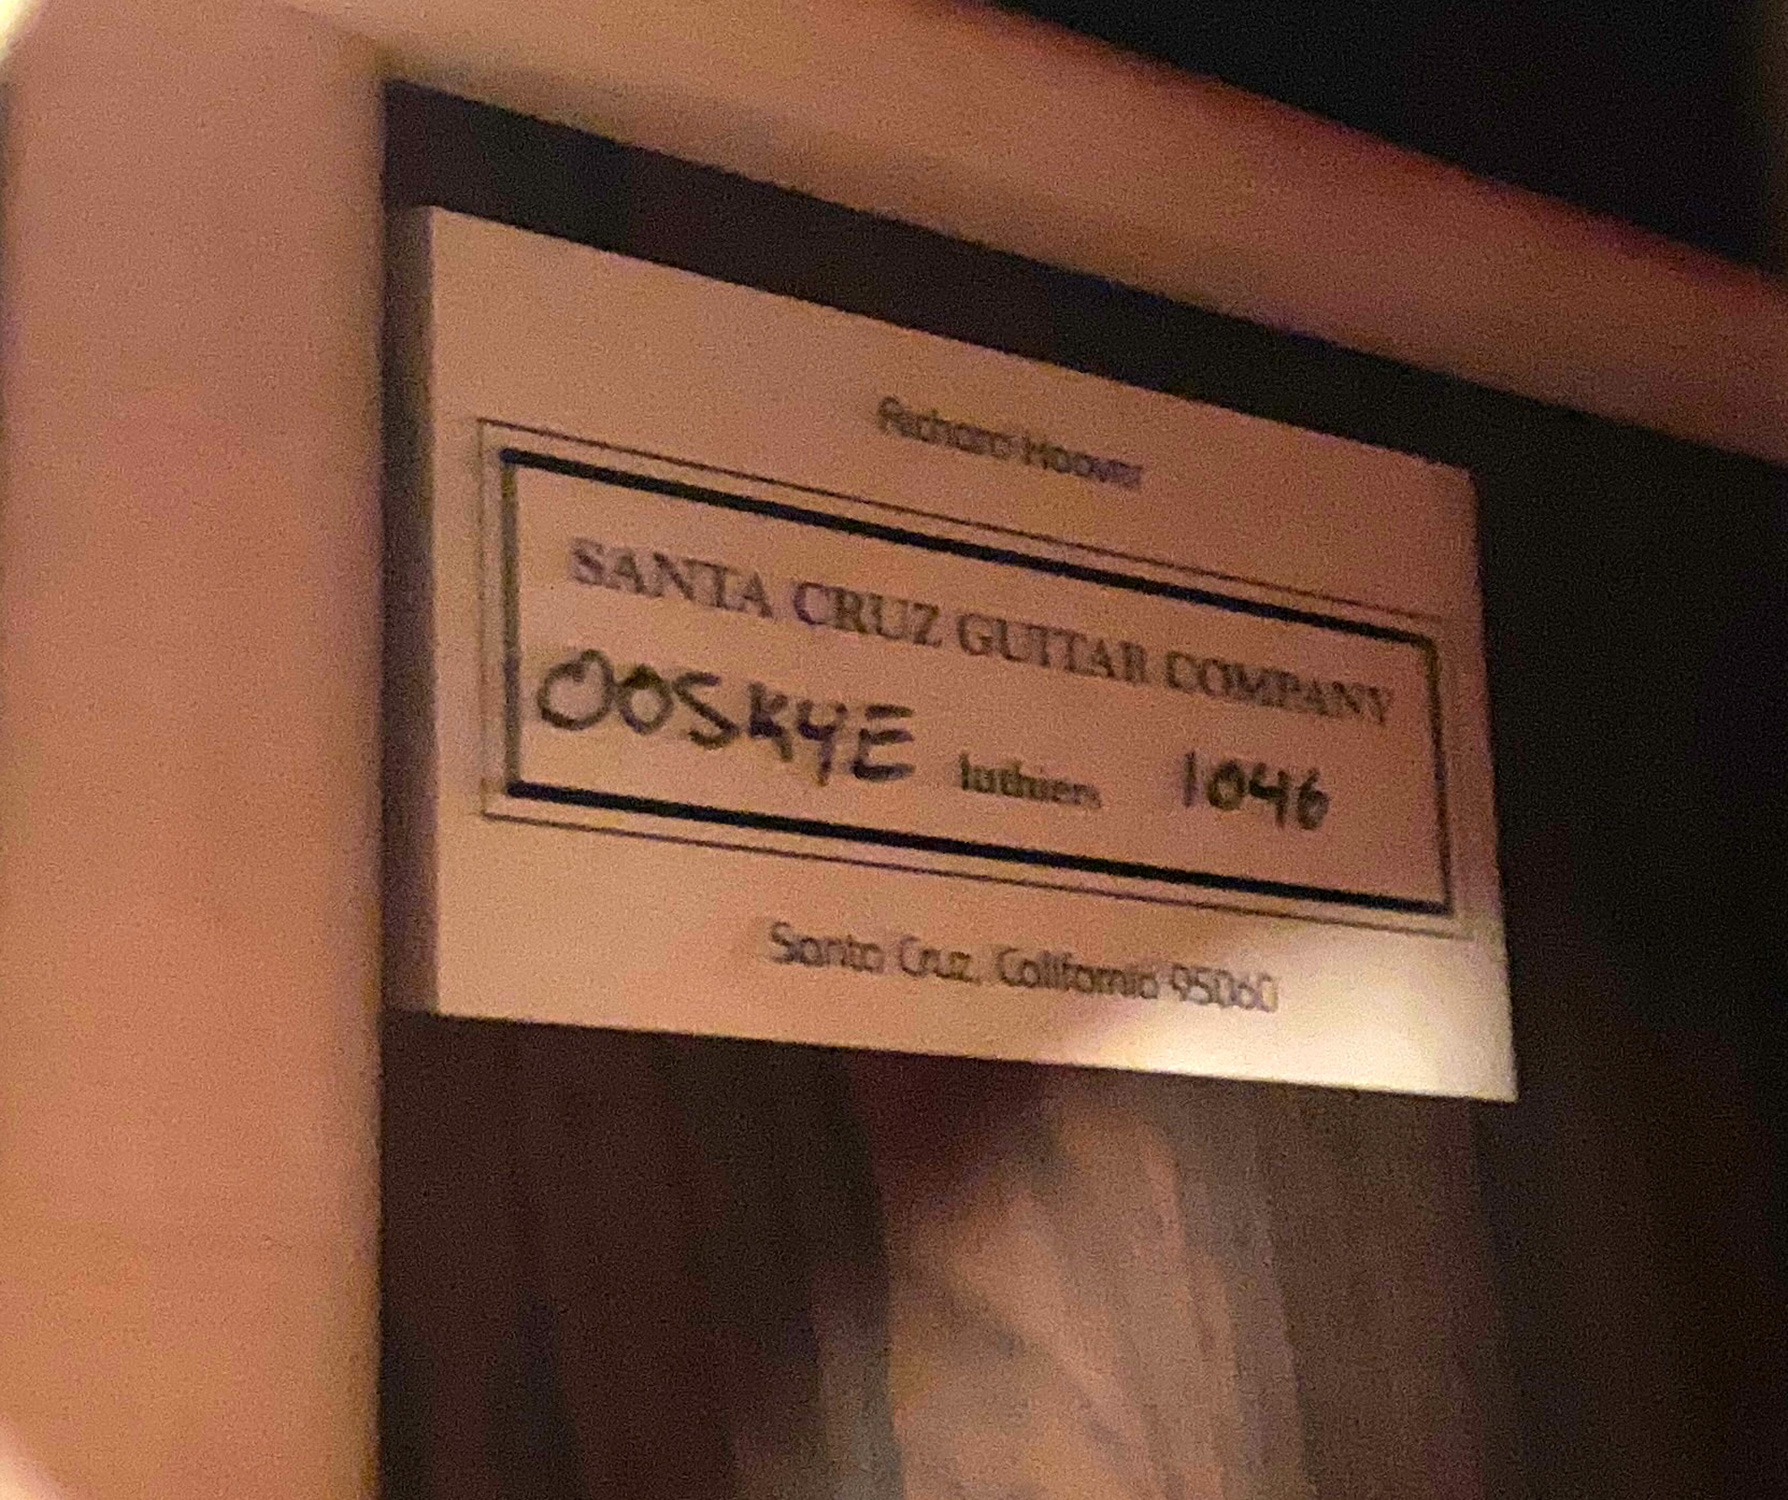 Richard Hoover
SANTA CRUZ GUITAR COMPANY
OOSKYE luthiers 1046
Santa Cruz, California 95060